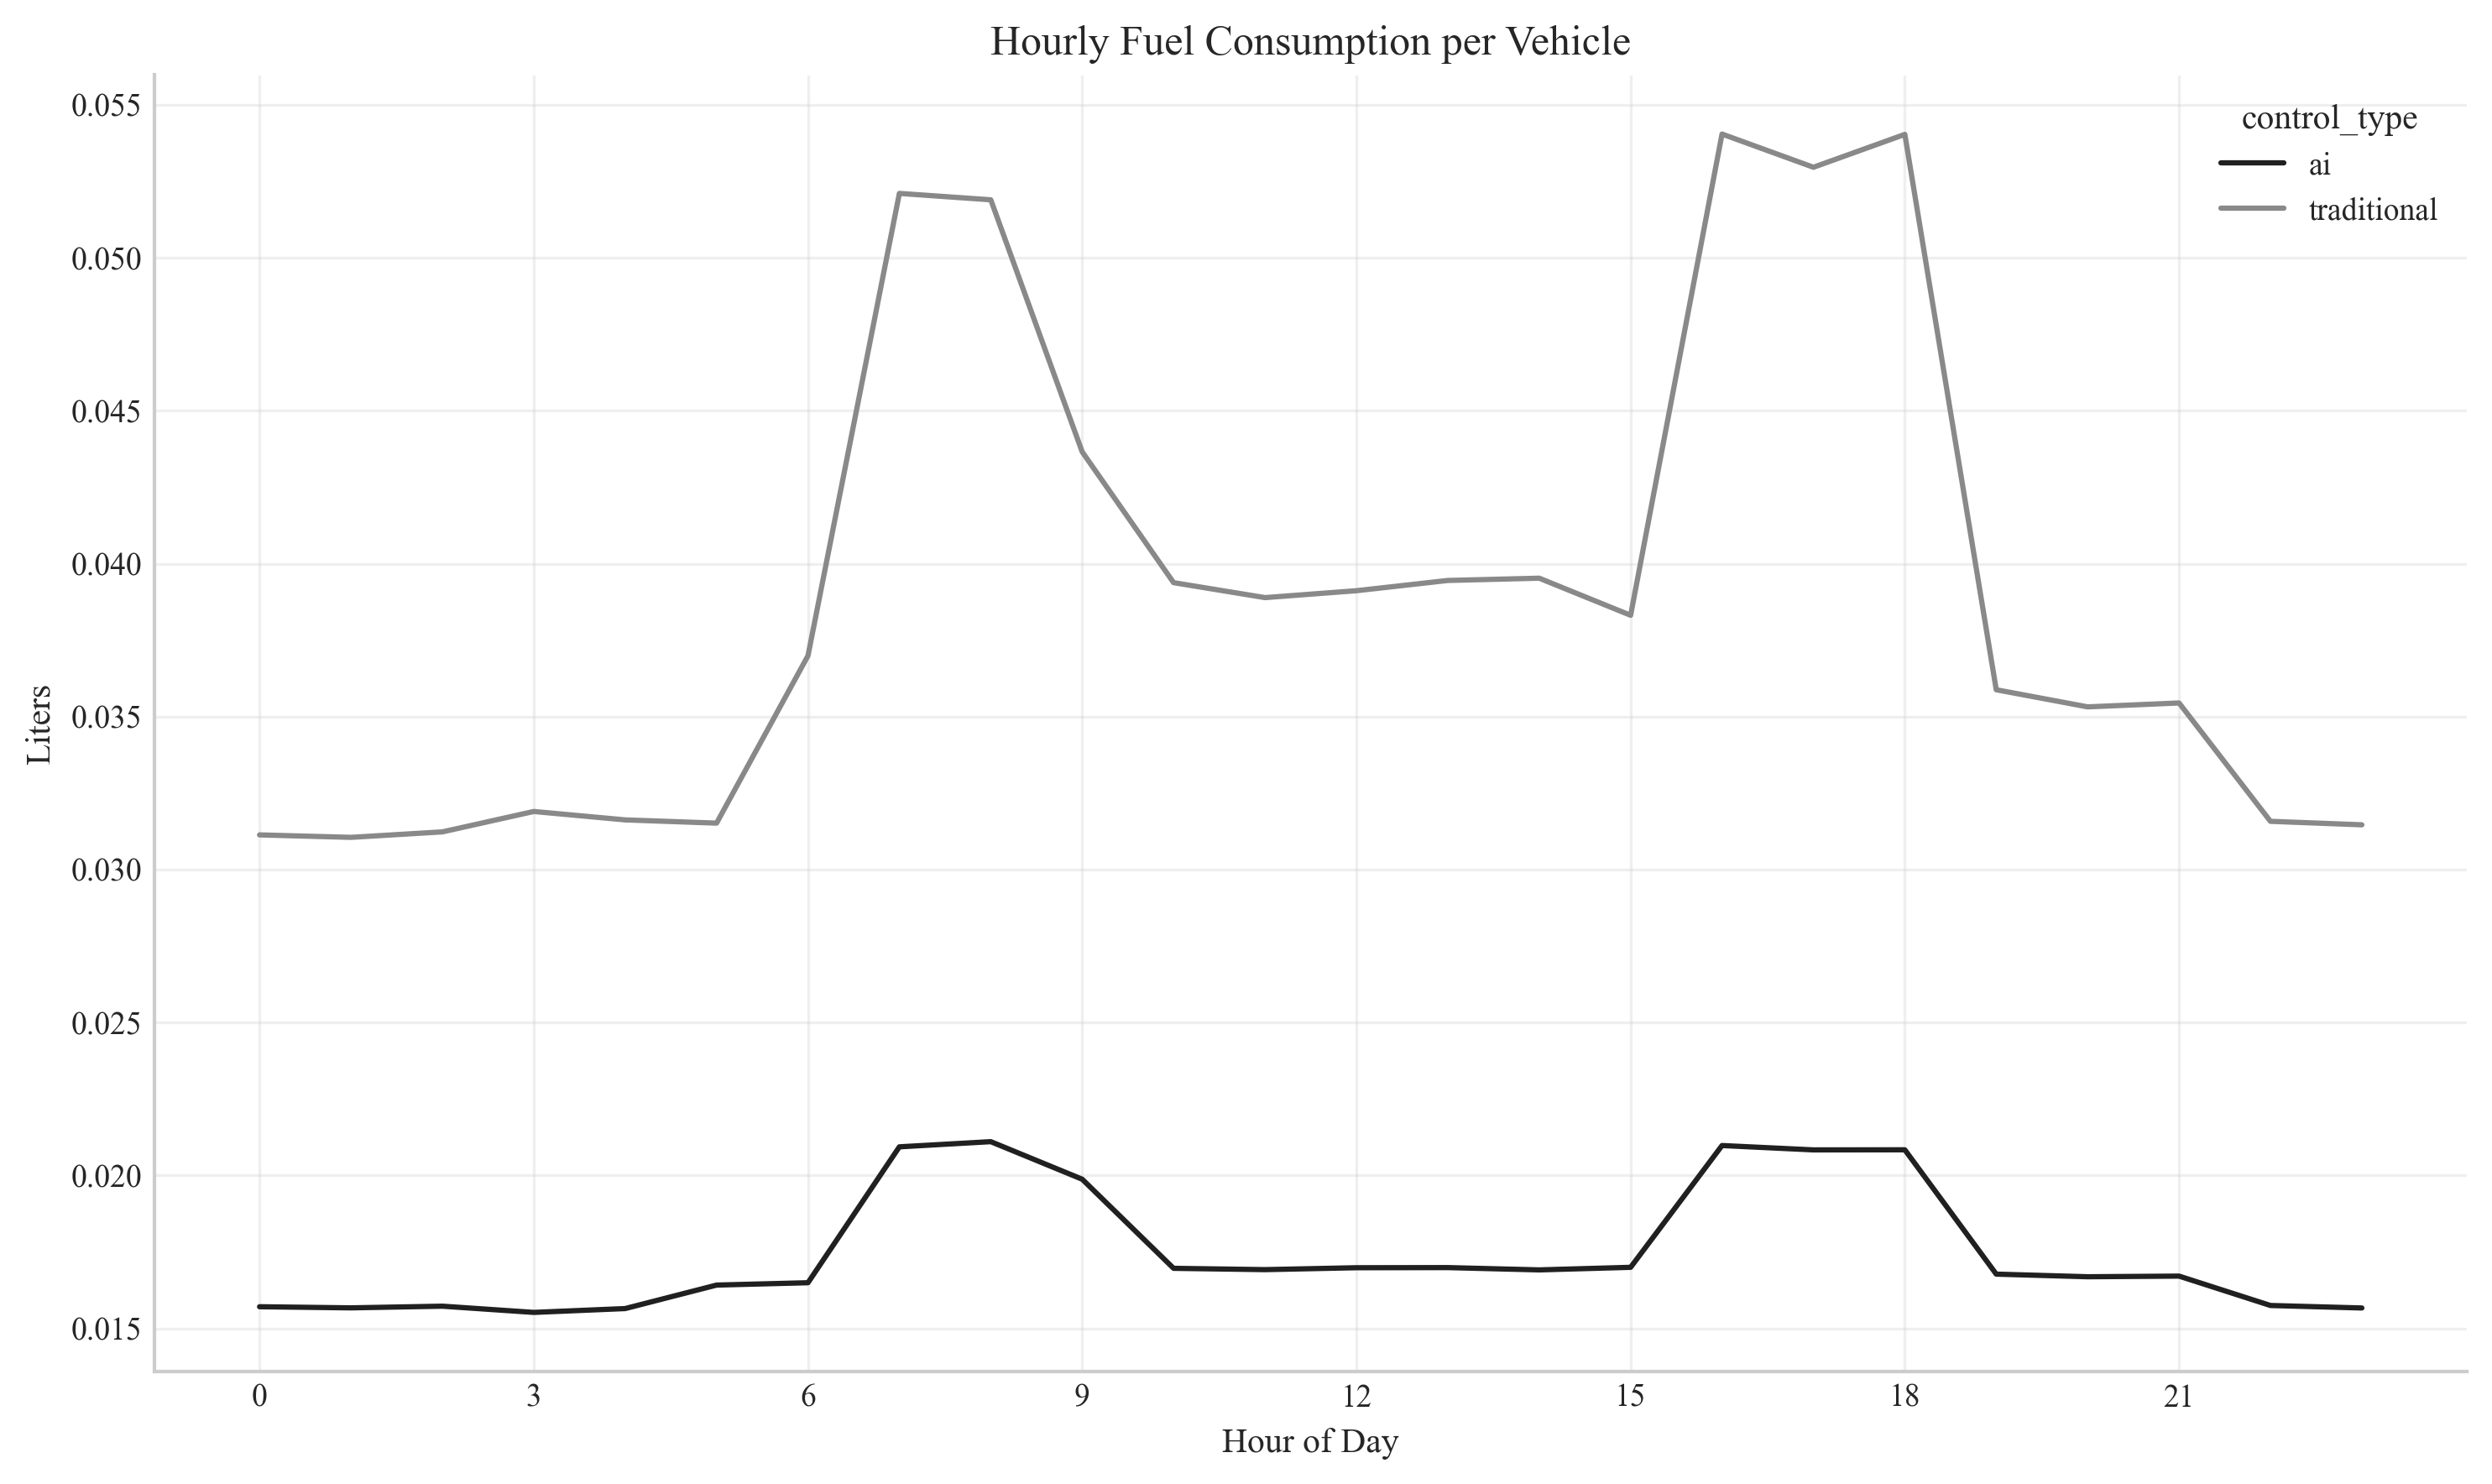 Hourly Fuel Consumption per Vehicle
control_type
ai
traditional
0.055
0.050
0.045
0.040
0.035
0.030
0.025
0.020
0.015
Liters
0 3 6 9 12 15 18 21
Hour of Day